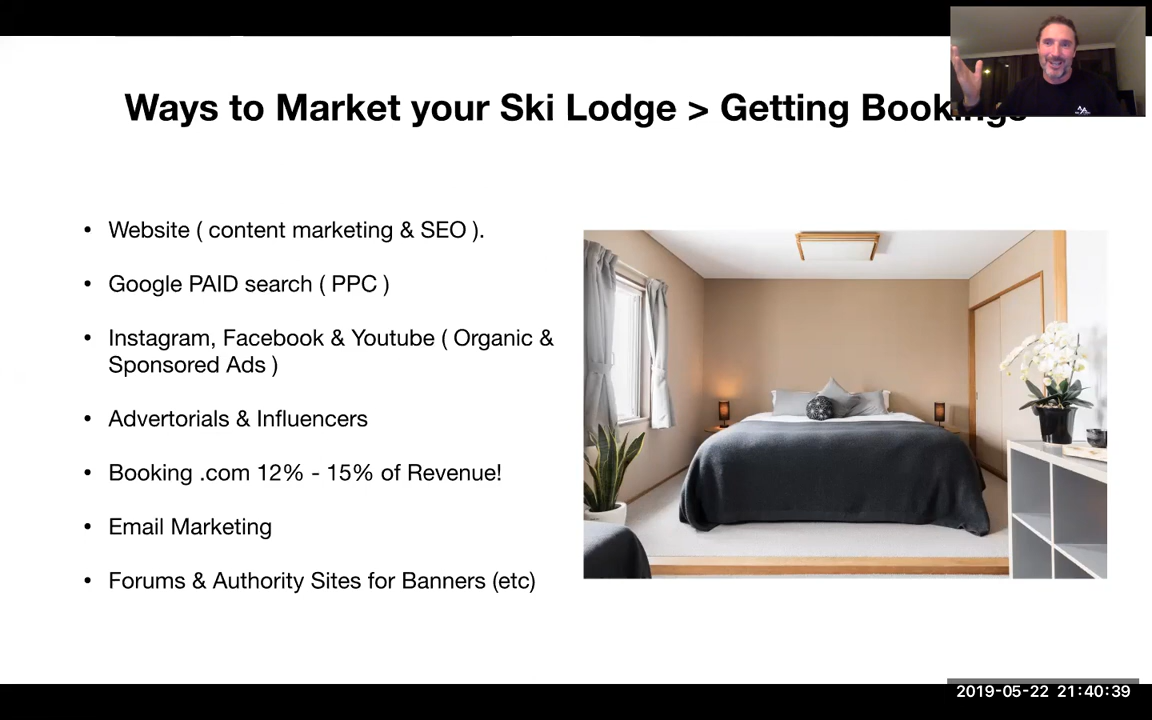 Ways to Market your Ski Lodge > Getting Bookings
• Website ( content marketing & SEO ).
• Google PAID search ( PPC )
• Instagram, Facebook & Youtube ( Organic &
Sponsored Ads )
• Advertorials & Influencers
• Booking .com 12% - 15% of Revenue!
• Email Marketing
• Forums & Authority Sites for Banners (etc)
2019-05-22 21:40:39